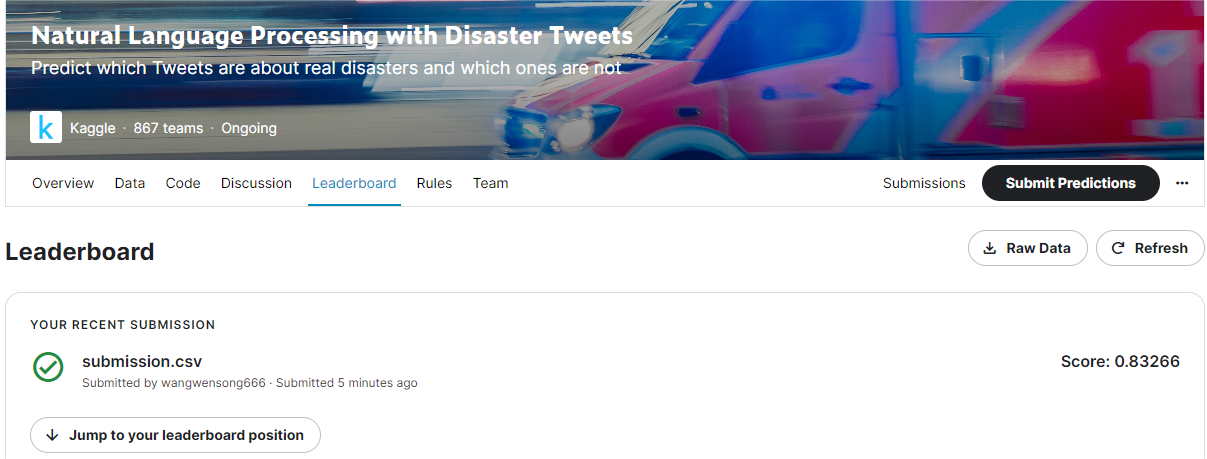 Natural Language Processing with Disaster Tweets
Predict which Tweets are about real disasters and which ones are not
k Kaggle · 867 teams · Ongoing
Overview Data Code Discussion Leaderboard Rules Team Submissions Submit Predictions ···
Leaderboard Raw Data Refresh
YOUR RECENT SUBMISSION
submission.csv Score: 0.83266
Submitted by wangwensong666 · Submitted 5 minutes ago
Jump to your leaderboard position